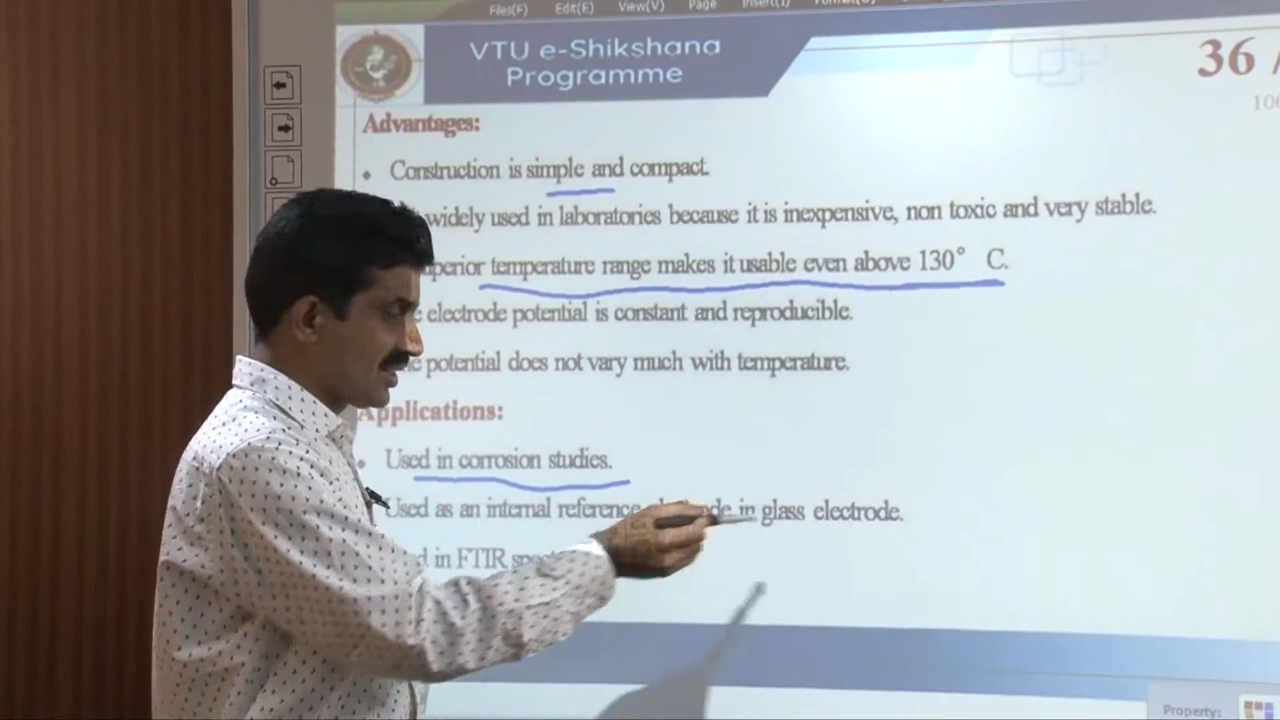 Files(F) Edit(E) View(V) Page Insert(I)
VTU e-Shikshana
Programme
36 /
Advantages:
• Construction is simple and compact.
widely used in laboratories because it is inexpensive, non toxic and very stable.
perior temperature range makes it usable even above 130° C.
e electrode potential is constant and reproducible.
e potential does not vary much with temperature.
Applications:
• Used in corrosion studies.
Used as an internal reference in glass electrode.
d in FTIR
Property: